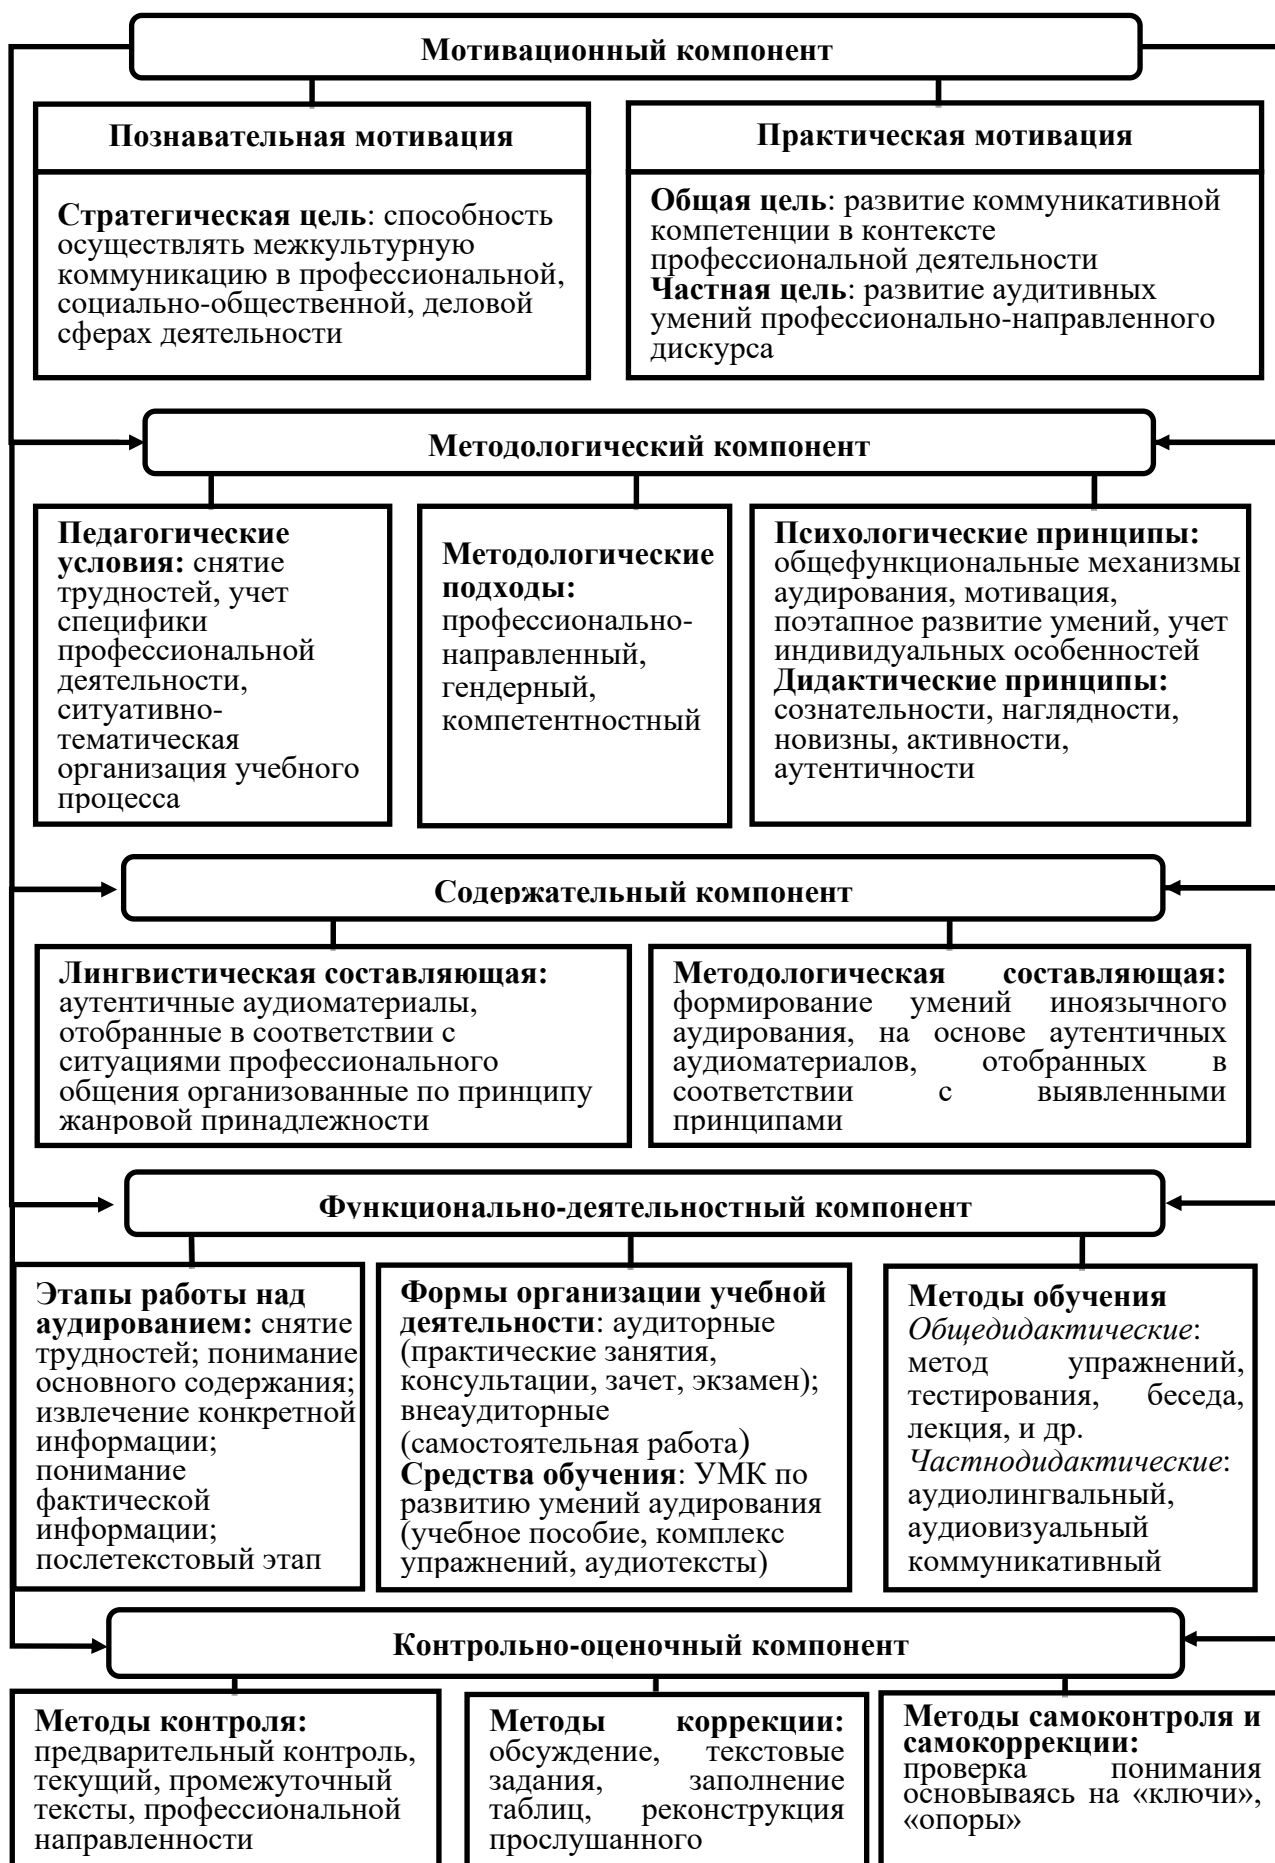 Мотивационный компонент
Познавательная мотивация
Стратегическая цель: способность
осуществлять межкультурную
коммуникацию в профессиональной,
социально-общественной, деловой
сферах деятельности
Практическая мотивация
Общая цель: развитие коммуникативной
компетенции в контексте
профессиональной деятельности
Частная цель: развитие аудитивных
умений профессионально-направленного
дискурса
Методологический компонент
Педагогические
условия: снятие
трудностей, учет
специфики
профессиональной
деятельности,
ситуативно-
тематическая
организация учебного
процесса
Методологические
подходы:
профессионально-
направленный,
гендерный,
компетентностный
Психологические принципы:
общефункциональные механизмы
аудирования, мотивация,
поэтапное развитие умений, учет
индивидуальных особенностей
Дидактические принципы:
сознательности, наглядности,
новизны, активности,
аутентичности
Содержательный компонент
Лингвистическая составляющая:
аутентичные аудиоматериалы,
отобранные в соответствии с
ситуациями профессионального
общения организованные по принципу
жанровой принадлежности
Методологическая составляющая:
формирование умений иноязычного
аудирования, на основе аутентичных
аудиоматериалов, отобранных в
соответствии с выявленными
принципами
Функционально-деятельностный компонент
Этапы работы над
аудированием: снятие
трудностей; понимание
основного содержания;
извлечение конкретной
информации;
понимание
фактической
информации;
послетекстовый этап
Формы организации учебной
деятельности: аудиторные
(практические занятия,
консультации, зачет, экзамен);
внеаудиторные
(самостоятельная работа)
Средства обучения: УМК по
развитию умений аудирования
(учебное пособие, комплекс
упражнений, аудиотексты)
Методы обучения
Общедидактические:
метод упражнений,
тестирования, беседа,
лекция, и др.
Частнодидактические:
аудиолингвальный,
аудиовизуальный
коммуникативный
Контрольно-оценочный компонент
Методы контроля:
предварительный контроль,
текущий, промежуточный
тексты, профессиональной
направленности
Методы коррекции:
обсуждение, текстовые
задания, заполнение
таблиц, реконструкция
прослушанного
Методы самоконтроля и
самокоррекции:
проверка понимания
основываясь на «ключи»,
«опоры»